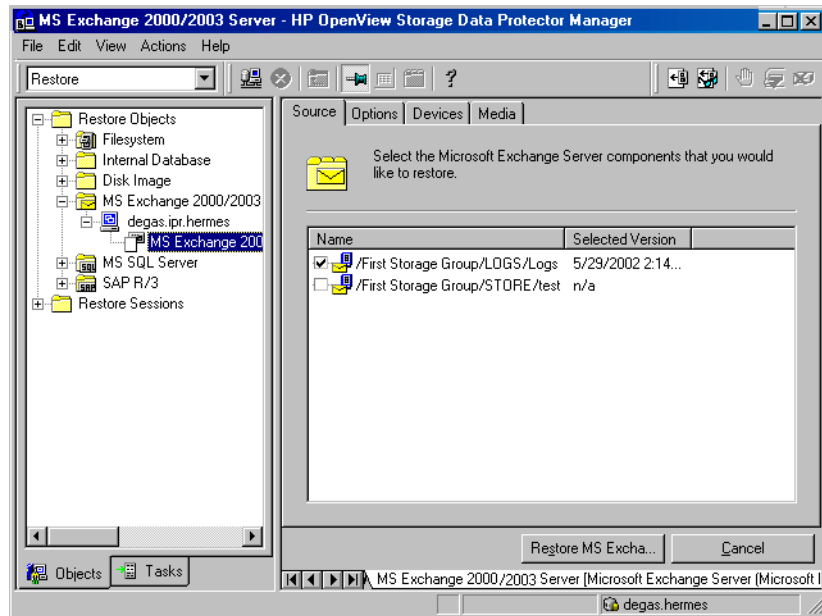 MS Exchange 2000/2003 Server - HP OpenView Storage Data Protector Manager
File Edit View Actions Help
Restore
Restore Objects
Filesystem
Internal Database
Disk Image
MS Exchange 2000/2003
degas.ipr.hermes
MS Exchange 200
MS SQL Server
SAP R/3
Restore Sessions
Objects Tasks
Source Options Devices Media
Select the Microsoft Exchange Server components that you would
like to restore.
Name Selected Version
/First Storage Group/LOGS/Logs 5/29/2002 2:14...
/First Storage Group/STORE/test n/a
Restore MS Excha... Cancel
MS Exchange 2000/2003 Server [Microsoft Exchange Server (Microsoft I
degas.hermes